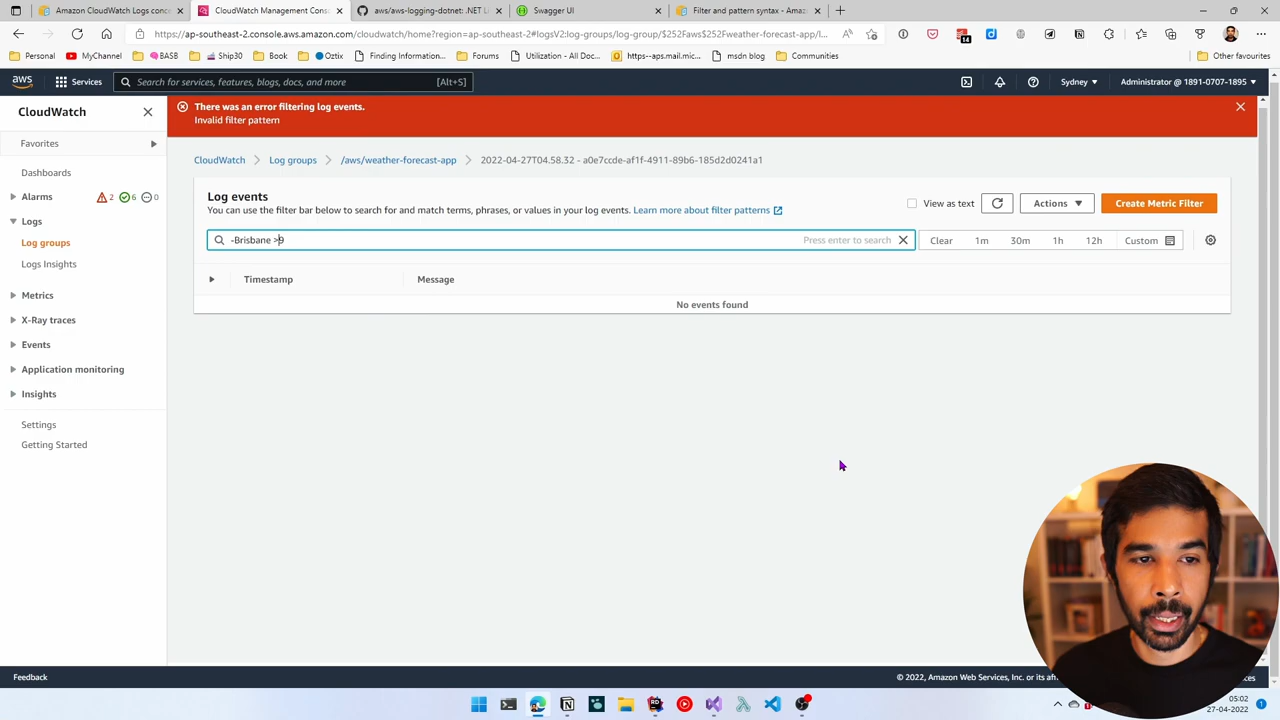 Amazon CloudWatch Logs conce
CloudWatch Management Cons
aws/aws-logging-dotnet: .NET Li
Swagger UI
Filter and pattern syntax - Amaz
https://ap-southeast-2.console.aws.amazon.com/cloudwatch/home?region=ap-southeast-2#logsV2:log-groups/log-group/$252Faws$252Fweather-forecast-app/l...
Personal
MyChannel
BASB
Ship30
Book
Oztix
Finding Information...
Forums
Utilization - All Doc...
https--aps.mail.mic...
msdn blog
Other favourites
aws
Services
Search for services, features, blogs, docs, and more
[Alt+S]
Sydney
Administrator @ 1891-0707-1895
CloudWatch
There was an error filtering log events.
Invalid filter pattern
Favorites
Dashboards
Alarms
2
6
0
Logs
Log groups
Logs Insights
Metrics
X-Ray traces
Events
Application monitoring
Insights
Settings
Getting Started
CloudWatch
Log groups
/aws/weather-forecast-app
2022-04-27T04.58.32 - a0e7ccde-af1f-4911-89b6-185d2d0241a1
Log events
You can use the filter bar below to search for and match terms, phrases, or values in your log events. Learn more about filter patterns
View as text
Actions
Create Metric Filter
-Brisbane >9
Press enter to search
Clear
1m
30m
1h
12h
Custom
Timestamp
Message
No events found
Feedback
© 2022, Amazon Web Services, Inc. or its af
ces
05:02
27-04-2022